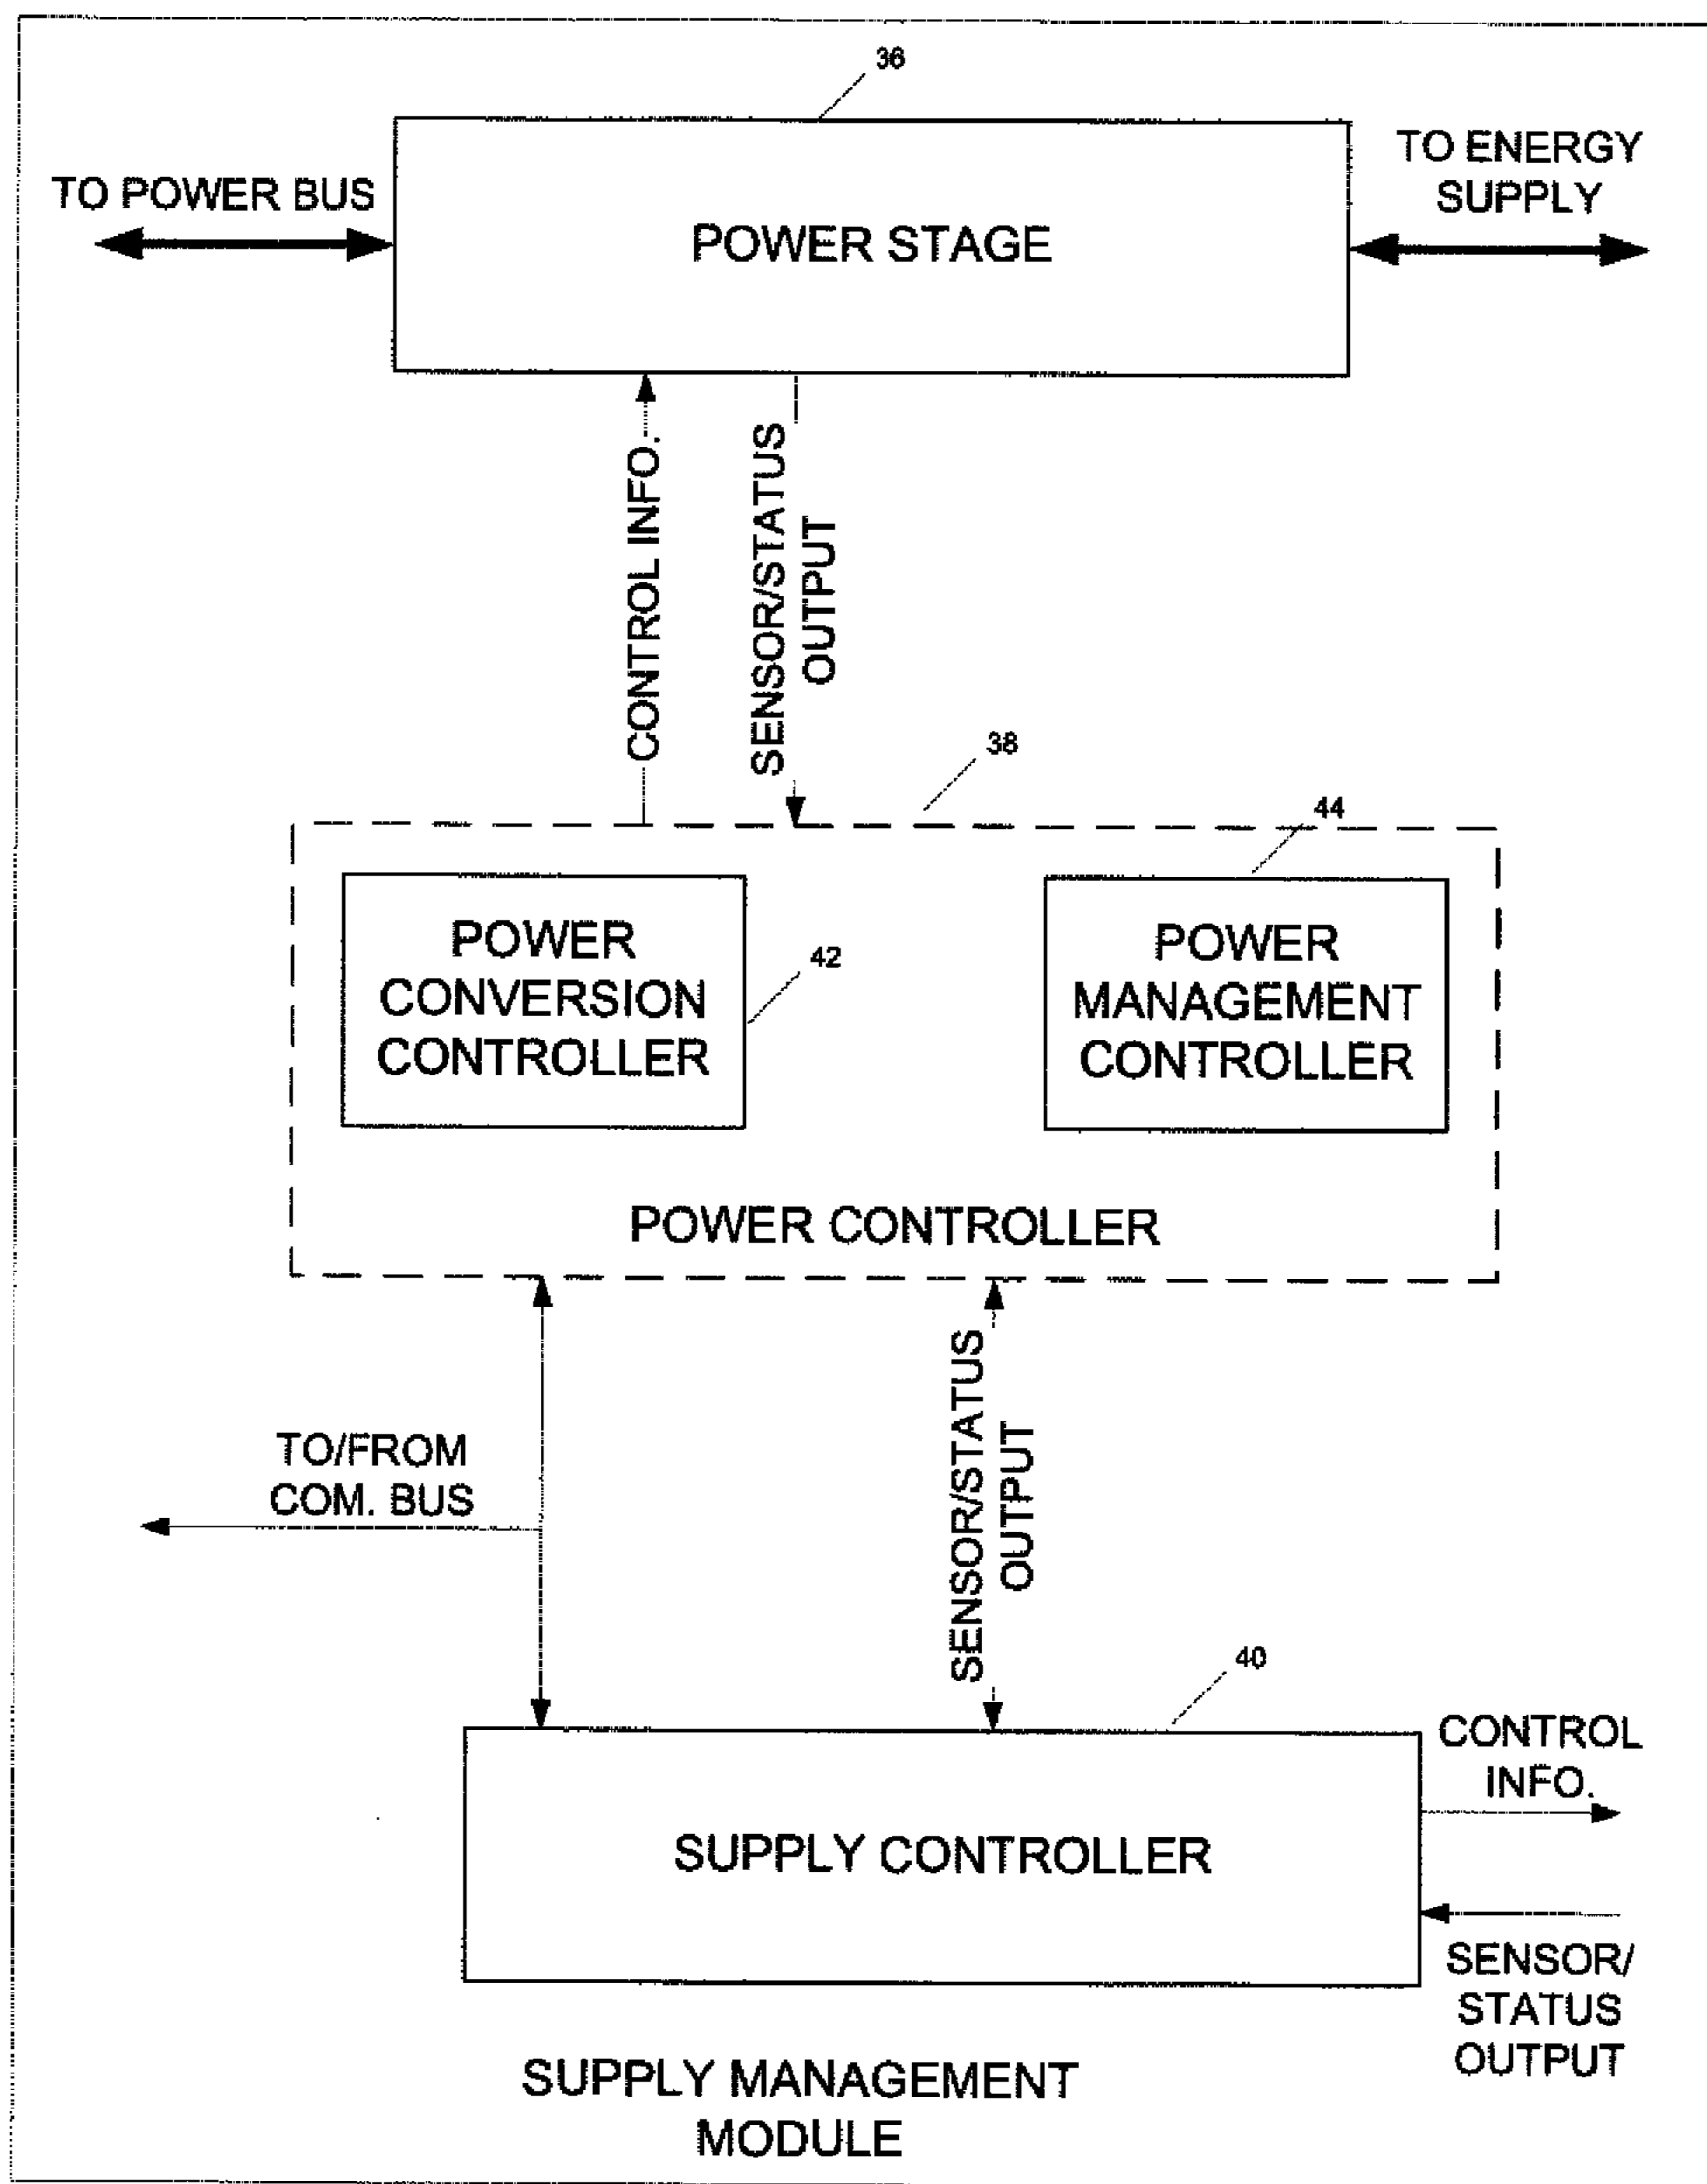 36
TO POWER BUS
POWER STAGE
TO ENERGY
SUPPLY
CONTROL INFO.
SENSOR/STATUS
OUTPUT
38
44
POWER
CONVERSION
CONTROLLER
42
POWER
MANAGEMENT
CONTROLLER
POWER CONTROLLER
TO/FROM
COM. BUS
SENSOR/STATUS
OUTPUT
40
SUPPLY CONTROLLER
CONTROL
INFO.
SENSOR/
STATUS
OUTPUT
SUPPLY MANAGEMENT
MODULE